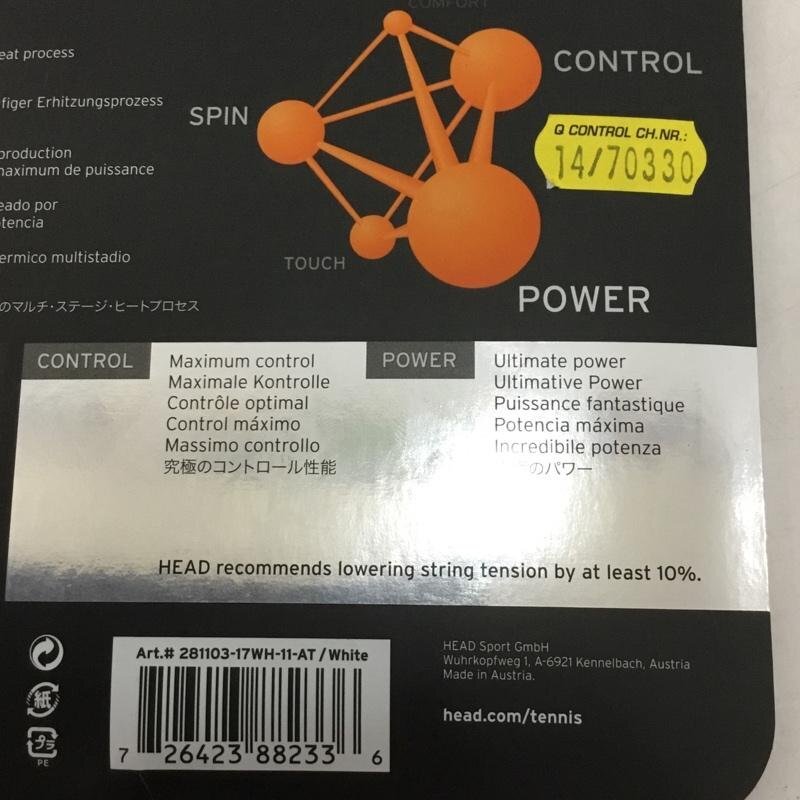 COMFORT
eat process
CONTROL
figer Erhitzungsprozess
SPIN
Q CONTROL CH.NR.:
14/70330
production
maximum de puissance
eado por
tencia
ermico multistadio
TOUCH
のマルチ・ステージ・ヒートプロセス
POWER
CONTROL
Maximum control
Maximale Kontrolle
Contrôle optimal
Control máximo
Massimo controllo
究極のコントロール性能
POWER
Ultimate power
Ultimative Power
Puissance fantastique
Potencia máxima
Incredibile potenza
のパワー
HEAD recommends lowering string tension by at least 10%.
Art.# 281103-17WH-11-AT / White
7 26423 88233 6
HEAD Sport GmbH
Wuhrkopfweg 1, A-6921 Kennelbach, Austria
Made in Austria.
head.com/tennis
紙
プラ
PE